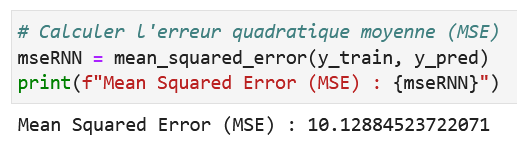 # Calculer l'erreur quadratique moyenne (MSE)
mseRNN = mean_squared_error(y_train, y_pred)
print(f"Mean Squared Error (MSE) : {mseRNN}")
Mean Squared Error (MSE) : 10.12884523722071